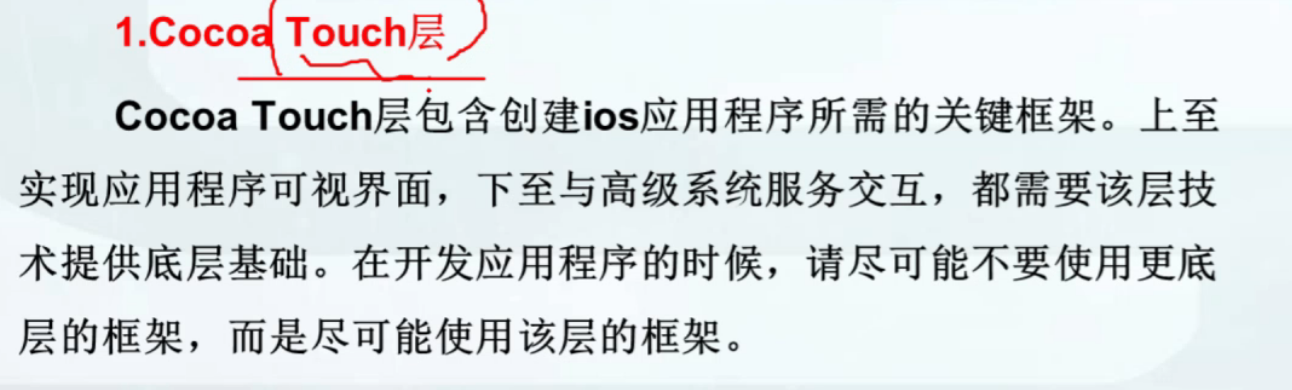 1.Cocoa Touch层
Cocoa Touch层包含创建ios应用程序所需的关键框架。上至
实现应用程序可视界面，下至与高级系统服务交互，都需要该层技
术提供底层基础。在开发应用程序的时候，请尽可能不要使用更底
层的框架，而是尽可能使用该层的框架。